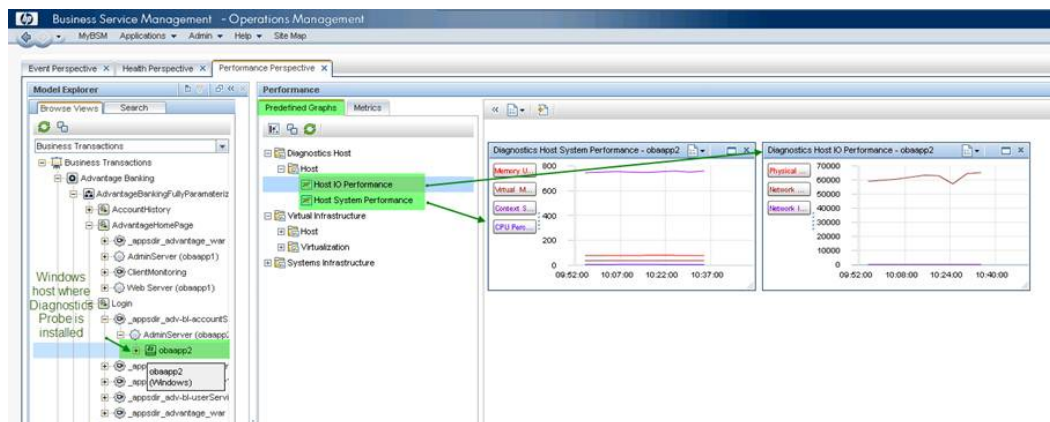 hp Business Service Management - Operations Management
MyBSM Applications Admin Help Site Map
Event Perspective Health Perspective Performance Perspective
Model Explorer
Browse Views Search
Business Transactions
Business Transactions
Advantage Banking
AdvantageBankingFullyParamateriz
AccountHistory
AdvantageHomePage
_appsdir_advantage_war
AdminServer (obaapp1)
ClientMonitoring
Web Server (obaapp1)
Login
_appsdir_adv-bl-accountS
AdminServer (obaapp2
obaapp2
_app
_app
_appsdir_adv-bl-userServi
_appsdir_advantage_war
obaapp2
(Windows)
Windows
host where
Diagnostics
Probe is
installed
Performance
Predefined Graphs Metrics
Diagnostics Host
Host
Host IO Performance
Host System Performance
Virtual Infrastructure
Host
Virtualization
Systems Infrastructure
Diagnostics Host System Performance - obaapp2
Memory U...
Virtual M...
Context S...
CPU Perc...
800
600
400
200
0
09:52:00 10:07:00 10:22:00 10:37:00
Diagnostics Host IO Performance - obaapp2
Physical ...
Network ...
Network I...
70000
60000
50000
40000
30000
20000
10000
0
09:52:00 10:08:00 10:24:00 10:40:00